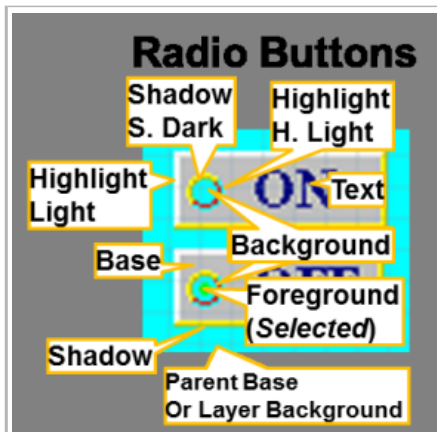 Radio Buttons
Shadow
S. Dark
Highlight
H. Light
Highlight
Light
ON
Text
Background
Base
Foreground
(Selected)
Shadow
Parent Base
Or Layer Background